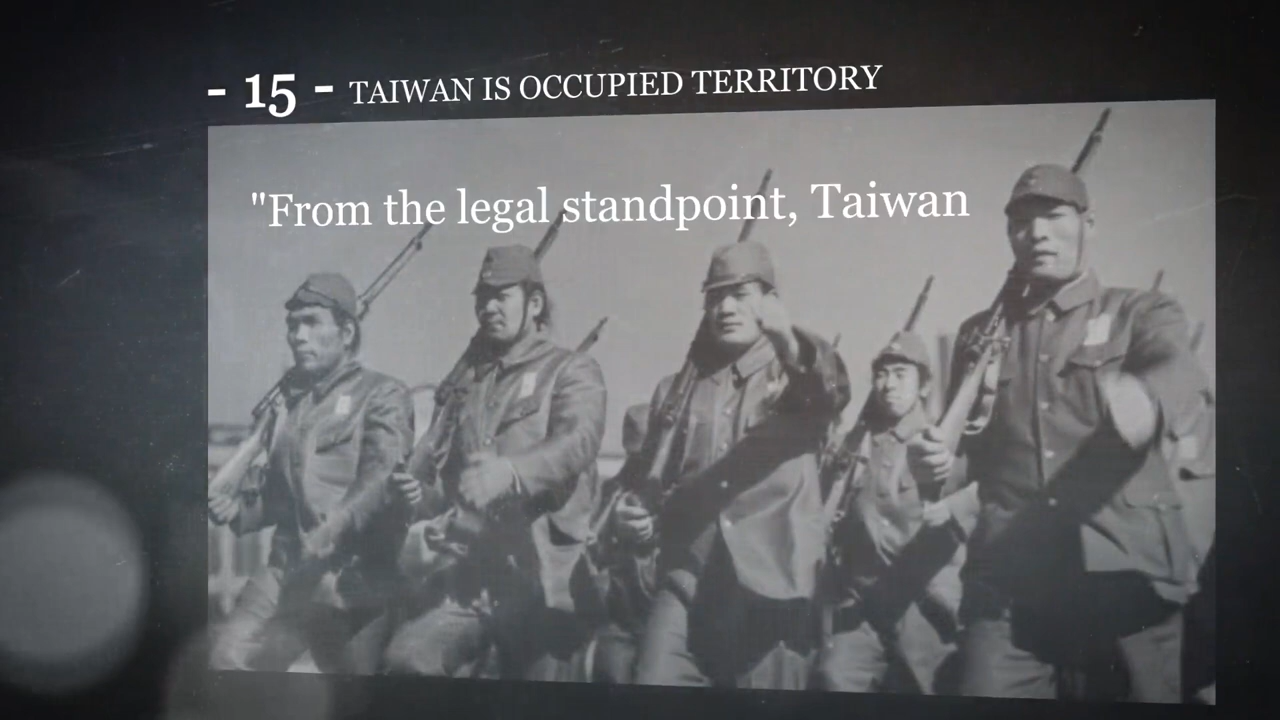 - 15 - TAIWAN IS OCCUPIED TERRITORY
"From the legal standpoint, Taiwan